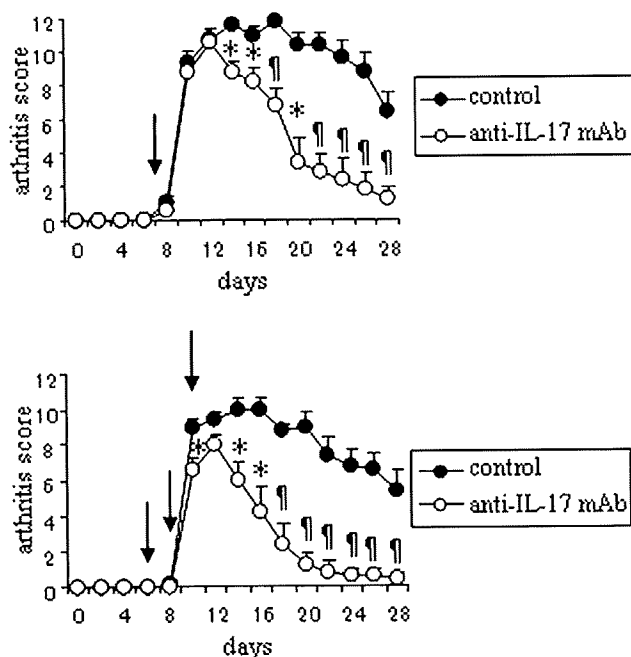 arthritis score
12
10
8
6
4
2
0
* * ¶ * ¶ ¶ ¶ ¶
0 4 8 12 16 20 24 28
days
control
anti-IL-17 mAb
arthritis score
12
10
8
6
4
2
0
* * * ¶ ¶ ¶ ¶ ¶ ¶
0 4 8 12 16 20 24 28
days
control
anti-IL-17 mAb